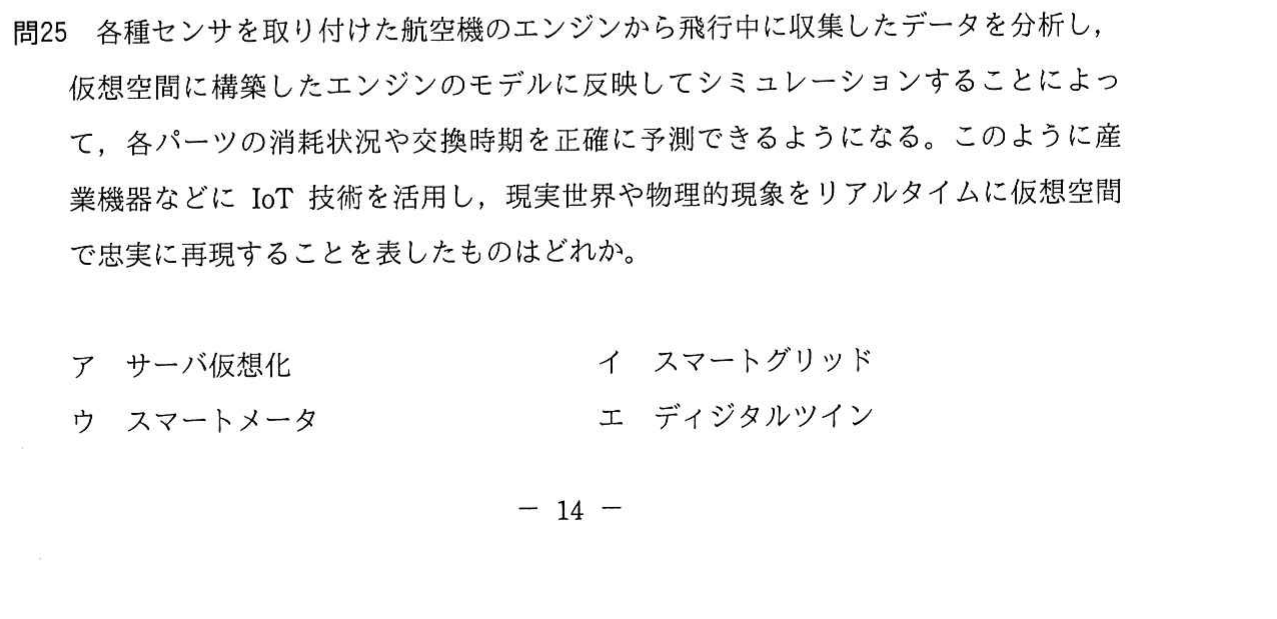 問25 各種センサを取り付けた航空機のエンジンから飛行中に収集したデータを分析し，
仮想空間に構築したエンジンのモデルに反映してシミュレーションすることによっ
て，各パーツの消耗状況や交換時期を正確に予測できるようになる。このように産
業機器などに IoT 技術を活用し，現実世界や物理的現象をリアルタイムに仮想空間
で忠実に再現することを表したものはどれか。
ア サーバ仮想化 イ スマートグリッド
ウ スマートメータ エ ディジタルツイン
－ 14 －